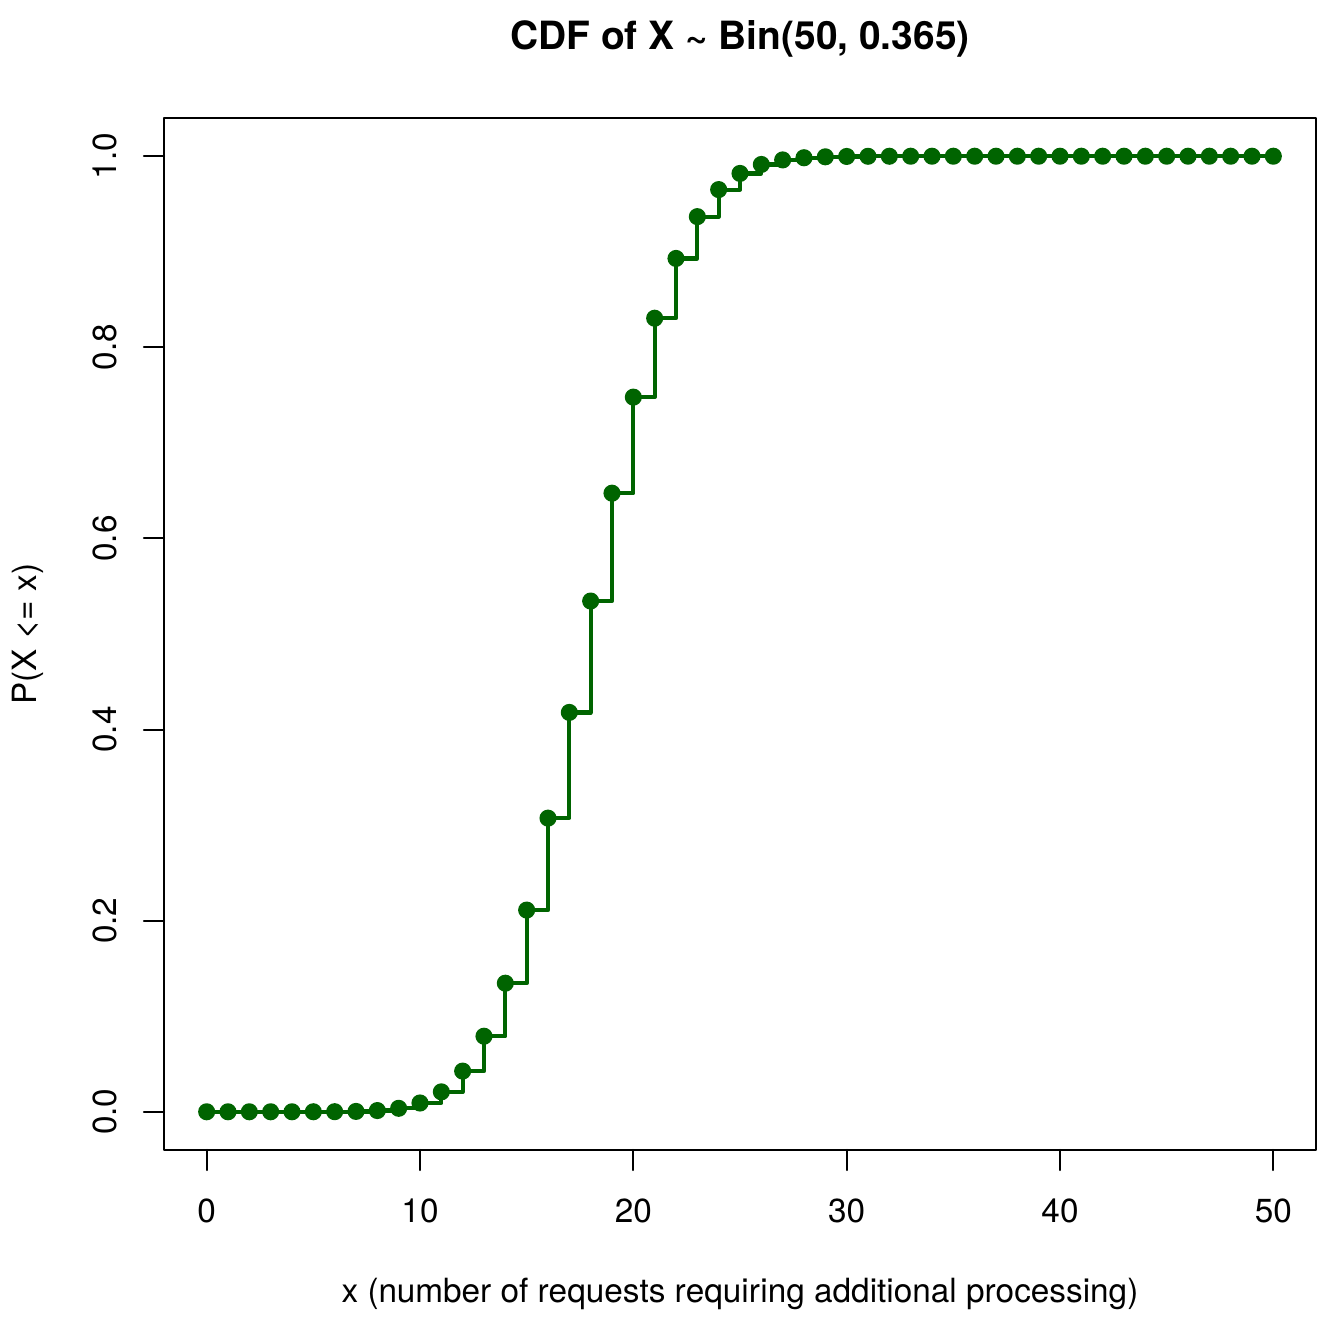 CDF of X ~ Bin(50, 0.365)
P(X <= x)
1.0
0.8
0.6
0.4
0.2
0.0
0 10 20 30 40 50
x (number of requests requiring additional processing)